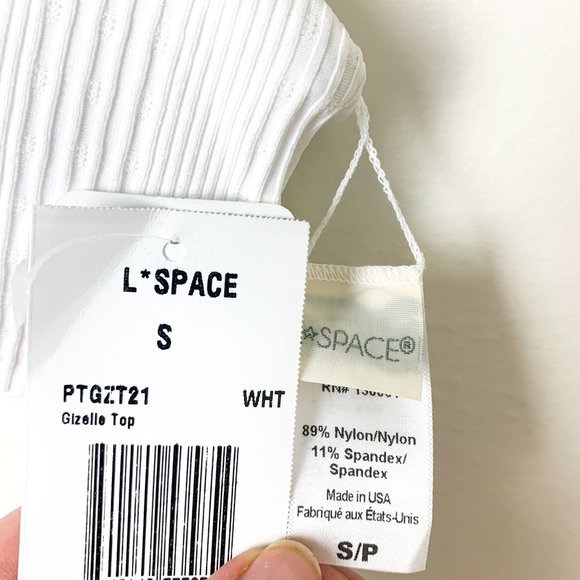 L*SPACE
S
PTGZT21 WHT
Gizelle Top
*SPACE®
RN#
89% Nylon/Nylon
11% Spandex/
Spandex
Made in USA
Fabriqué aux États-Unis
S/P